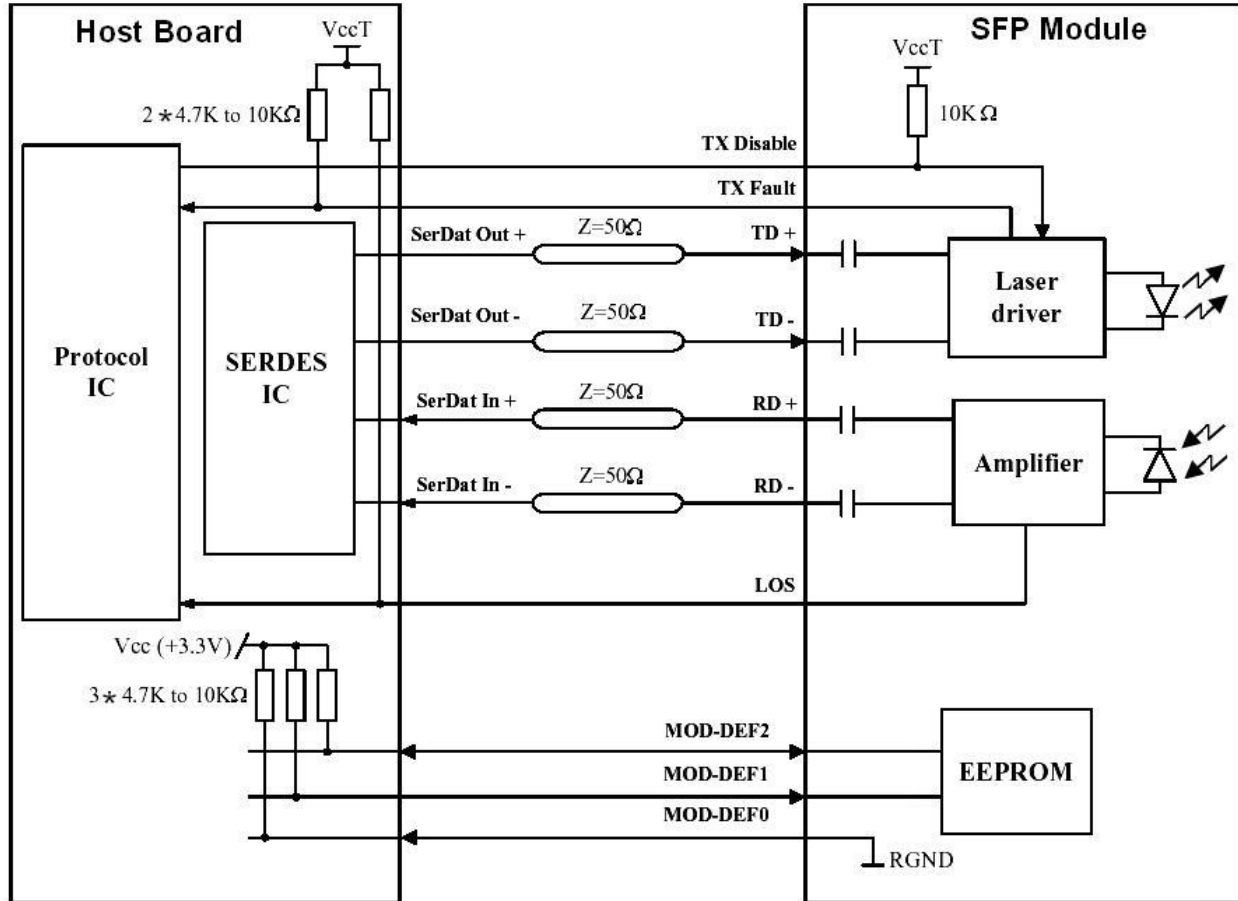 Host Board
SFP Module
VccT
VccT
2*4.7K to 10KΩ
10KΩ
TX Disable
TX Fault
SerDat Out +
Z=50Ω
TD +
Laser
driver
SerDat Out -
Z=50Ω
TD -
Protocol
IC
SERDES
IC
SerDat In +
Z=50Ω
RD +
Amplifier
SerDat In -
Z=50Ω
RD -
LOS
Vcc (+3.3V)
3* 4.7K to 10KΩ
MOD-DEF2
MOD-DEF1
EEPROM
MOD-DEF0
RGND